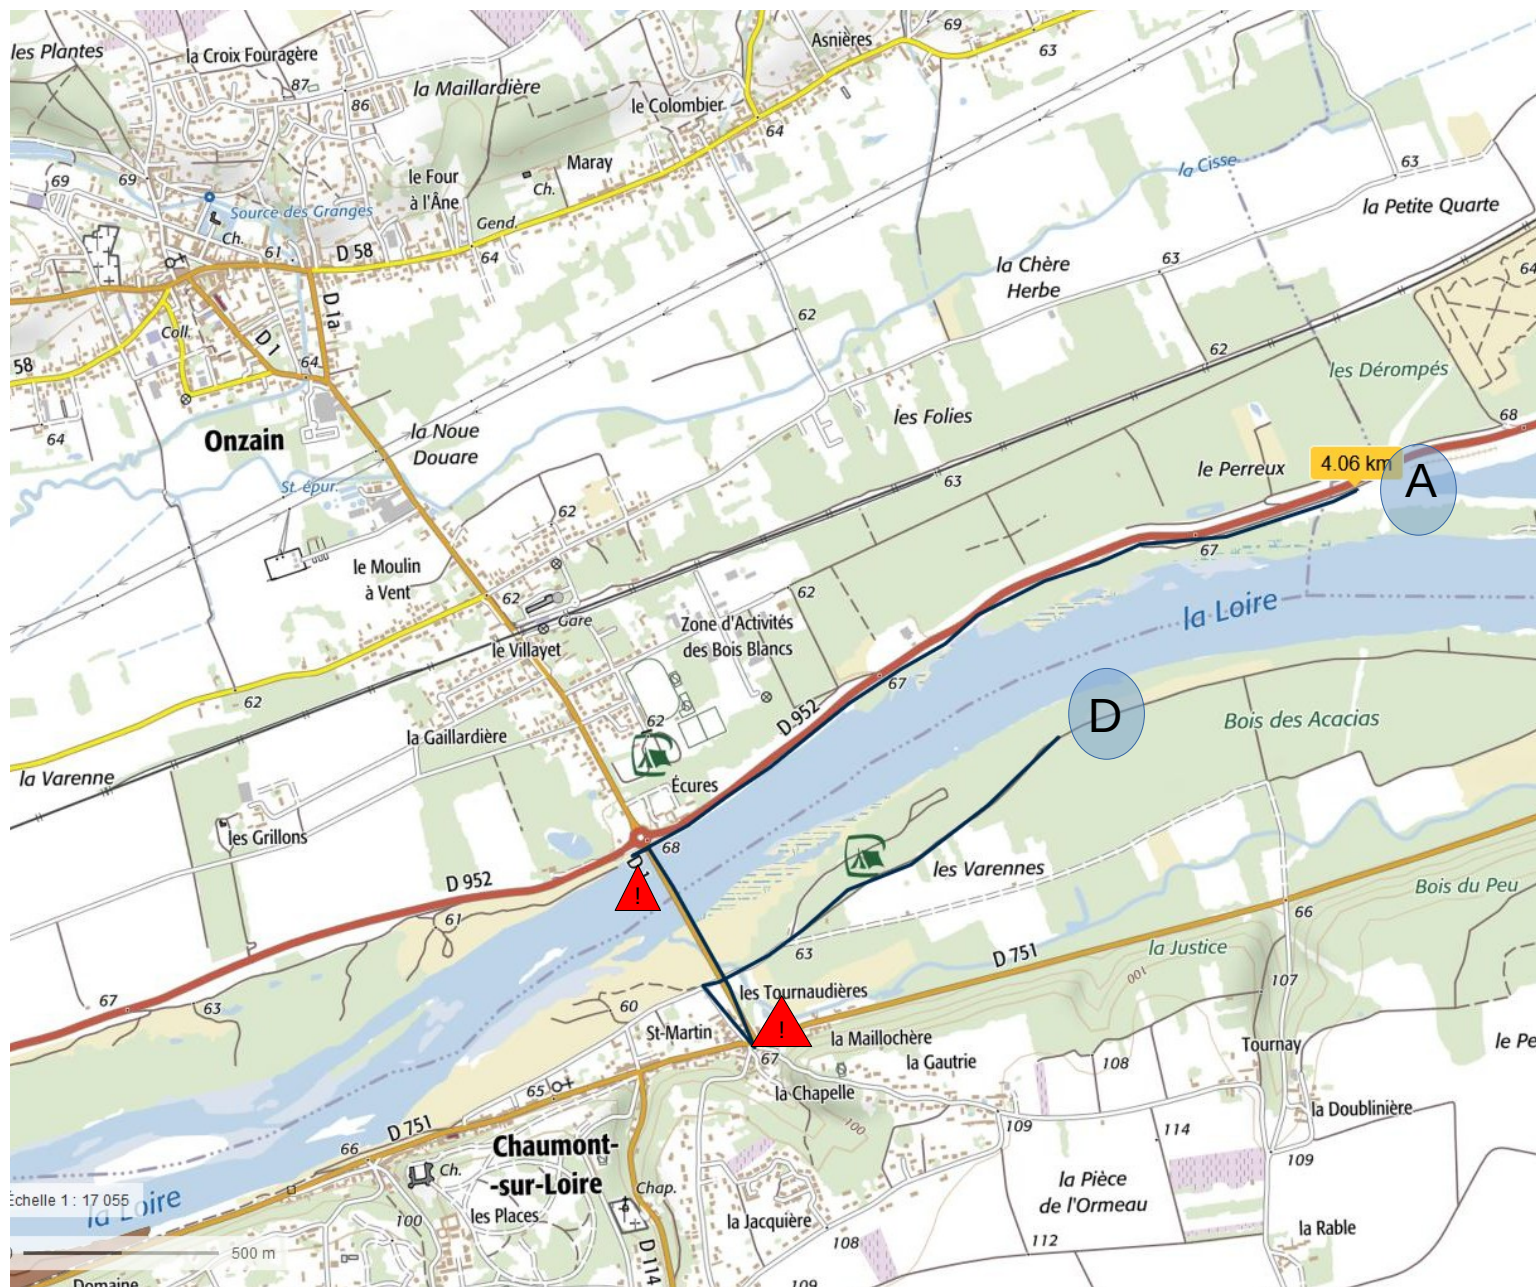 les Plantes
la Croix Fouragère
87
86
la Maillardière
Asnières
69
63
le Colombier
64
69
69
Source des Granges
Ch.
61
le Four
à l'Âne
Maray
Ch.
Gend.
64
D 58
D 1a
la Cisse
63
la Petite Quarte
la Chère
Herbe
63
64
Coll.
D 1
58
64
62
62
les Dérompés
64
Onzain
la Noue
Douare
St. épur.
les Folies
63
68
le Perreux
4.06 km
A
62
le Moulin
à Vent
62
Gare
le Villayet
62
67
Zone d'Activités
des Bois Blancs
la Loire
62
la Gaillardière
62
67
D 952
D
Bois des Acacias
la Varenne
Écures
les Grillons
68
D 1
!
les Varennes
Bois du Peu
D 952
61
66
63
la Justice
D 751
107
100
67
63
60
les Tournaudières
St-Martin
!
67
la Maillochère
la Gautrie
108
Tournay
le Pe
65
la Chapelle
la Doublinière
D 751
66
100
109
114
109
Chaumont-
-sur-Loire
Ch.
Chap.
la Pièce
de l'Ormeau
Echelle 1 : 17 055
la Loire
100
les Places
D 114
la Jacquière
108
112
la Rable
500 m
Domaine
109